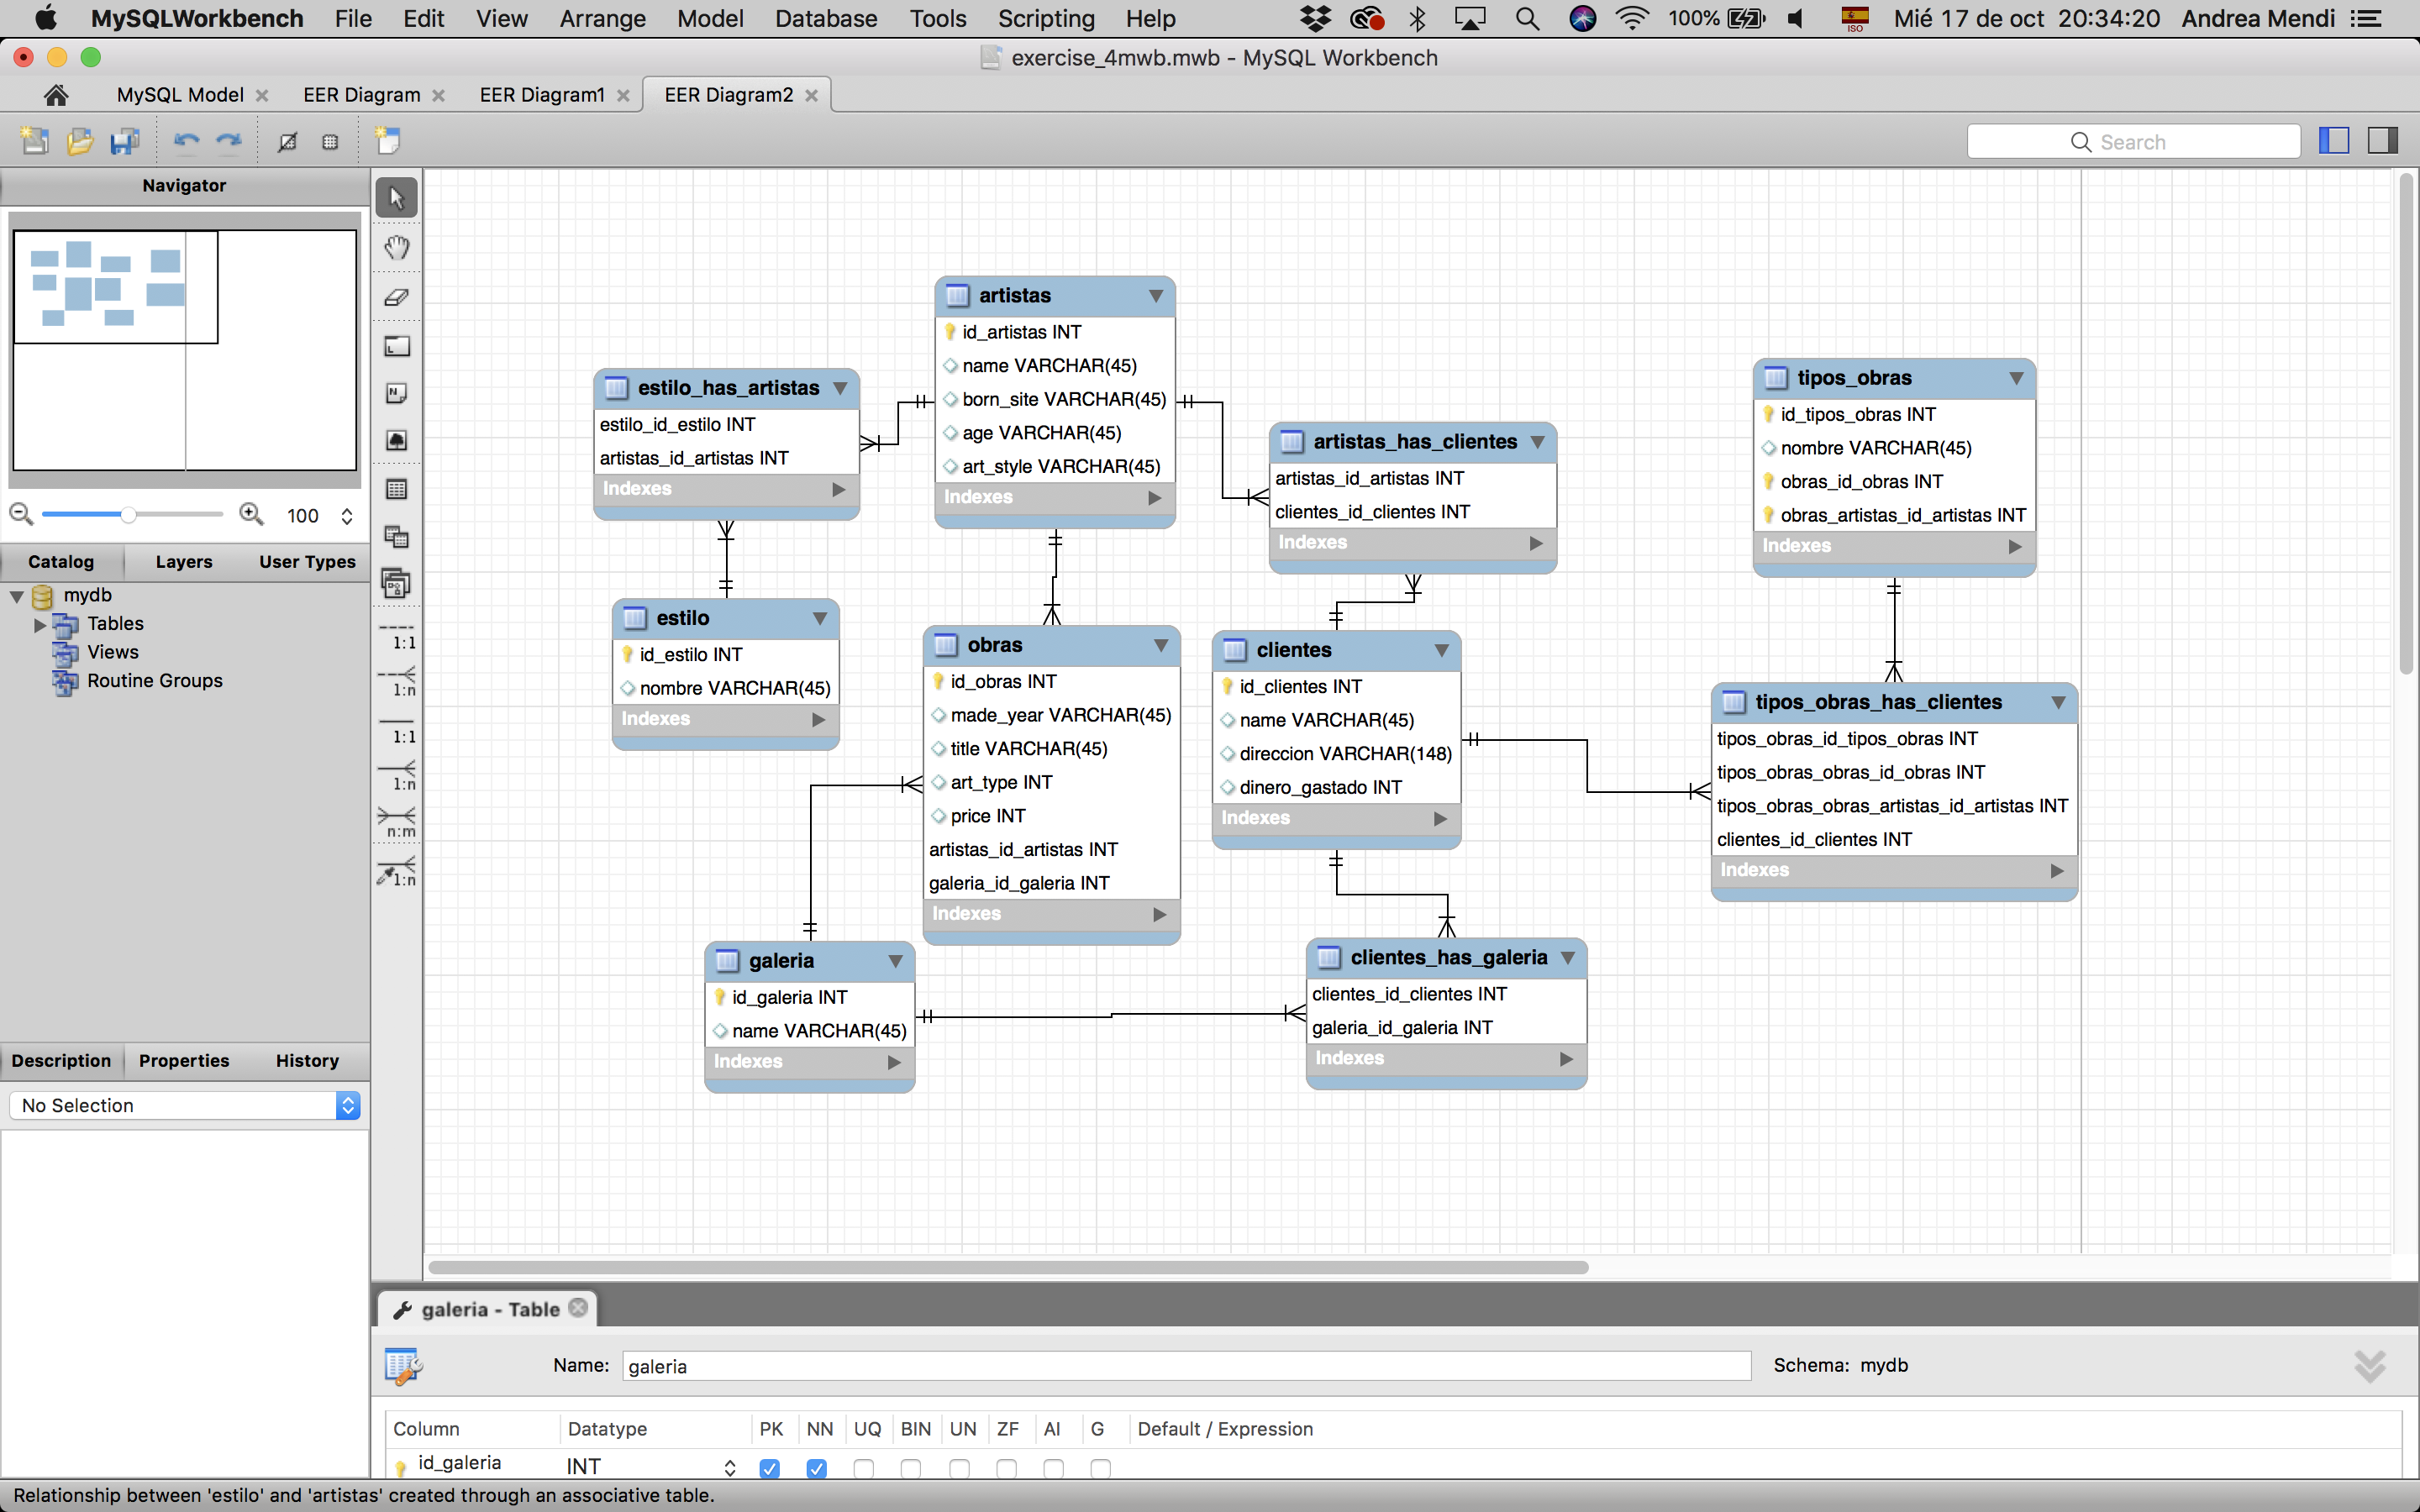 MySQLWorkbench File Edit View Arrange Model Database Tools Scripting Help 100% ISO Mié 17 de oct 20:34:20 Andrea Mendi
exercise_4mwb.mwb - MySQL Workbench
MySQL Model EER Diagram EER Diagram1 EER Diagram2
Search
Navigator
100
Catalog Layers User Types
mydb
Tables
Views
Routine Groups
Description Properties History
No Selection
1:1
1:n
1:1
1:n
n:m
1:n
artistas
id_artistas INT
name VARCHAR(45)
born_site VARCHAR(45)
age VARCHAR(45)
art_style VARCHAR(45)
Indexes
estilo_has_artistas
estilo_id_estilo INT
artistas_id_artistas INT
Indexes
artistas_has_clientes
artistas_id_artistas INT
clientes_id_clientes INT
Indexes
tipos_obras
id_tipos_obras INT
nombre VARCHAR(45)
obras_id_obras INT
obras_artistas_id_artistas INT
Indexes
estilo
id_estilo INT
nombre VARCHAR(45)
Indexes
obras
id_obras INT
made_year VARCHAR(45)
title VARCHAR(45)
art_type INT
price INT
artistas_id_artistas INT
galeria_id_galeria INT
Indexes
clientes
id_clientes INT
name VARCHAR(45)
direccion VARCHAR(148)
dinero_gastado INT
Indexes
tipos_obras_has_clientes
tipos_obras_id_tipos_obras INT
tipos_obras_obras_id_obras INT
tipos_obras_obras_artistas_id_artistas INT
clientes_id_clientes INT
Indexes
galeria
id_galeria INT
name VARCHAR(45)
Indexes
clientes_has_galeria
clientes_id_clientes INT
galeria_id_galeria INT
Indexes
galeria - Table
Name: galeria Schema: mydb
Column Datatype PK NN UQ BIN UN ZF AI G Default / Expression
id_galeria INT
Relationship between 'estilo' and 'artistas' created through an associative table.